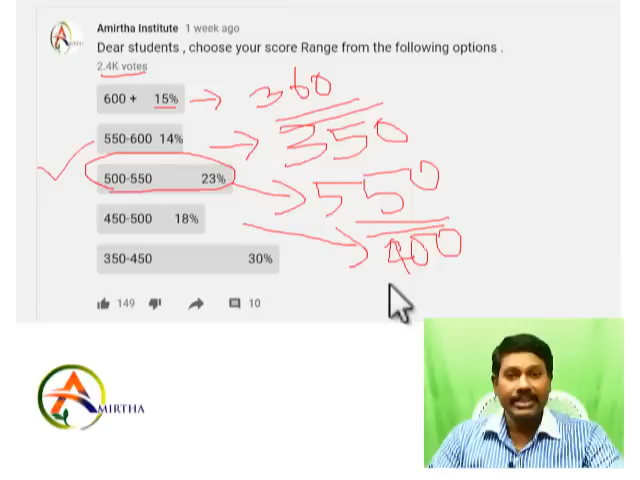 Amirtha Institute 1 week ago
Dear students , choose your score Range from the following options .
2.4K votes
600 + 15% 360
550-600 14% 350
500-550 23% 550
450-500 18% 400
350-450 30%
149 10
AMIRTHA